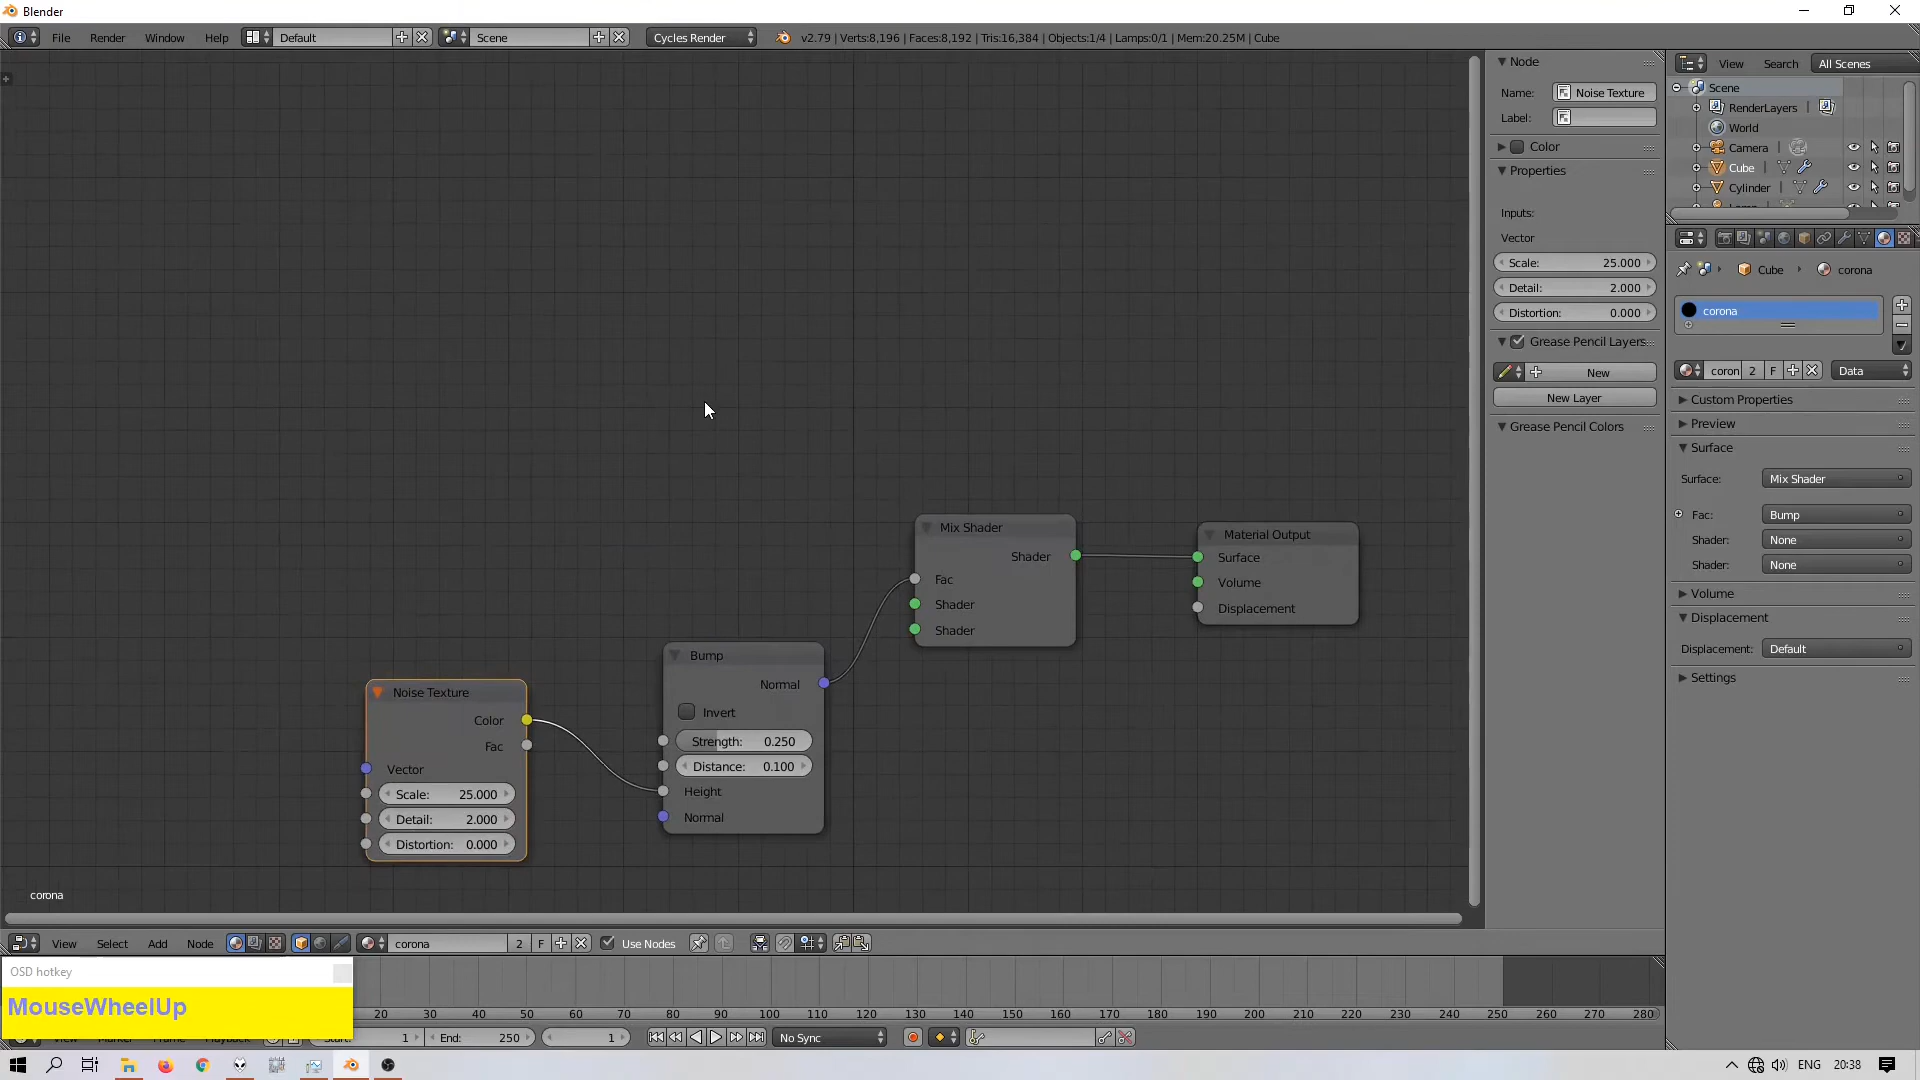 Blender
File Render Window Help Default Scene Cycles Render v2.79 | Verts:8,196 | Faces:8,192 | Tris:16,384 | Objects:1/4 | Lamps:0/1 | Mem:20.25M | Cube
Node
Name: Noise Texture
Label:
Color
Properties
Inputs:
Vector
Scale: 25.000
Detail: 2.000
Distortion: 0.000
Grease Pencil Layers
New
New Layer
Grease Pencil Colors
View Search All Scenes
Scene
RenderLayers
World
Camera
Cube
Cylinder
Cube corona
corona
coron 2 F Data
Custom Properties
Preview
Surface
Surface: Mix Shader
Fac: Bump
Shader: None
Shader: None
Volume
Displacement
Displacement: Default
Settings
Mix Shader
Shader
Fac
Shader
Shader
Material Output
Surface
Volume
Displacement
Bump
Normal
Invert
Strength: 0.250
Distance: 0.100
Height
Normal
Noise Texture
Color
Fac
Vector
Scale: 25.000
Detail: 2.000
Distortion: 0.000
corona
View Select Add Node corona 2 F Use Nodes
OSD hotkey
MouseWheelUp
20 30 40 50 60 70 80 90 100 110 120 130 140 150 160 170 180 190 200 210 220 230 240 250 260 270 280
1 End: 250 1 No Sync
ENG 20:38